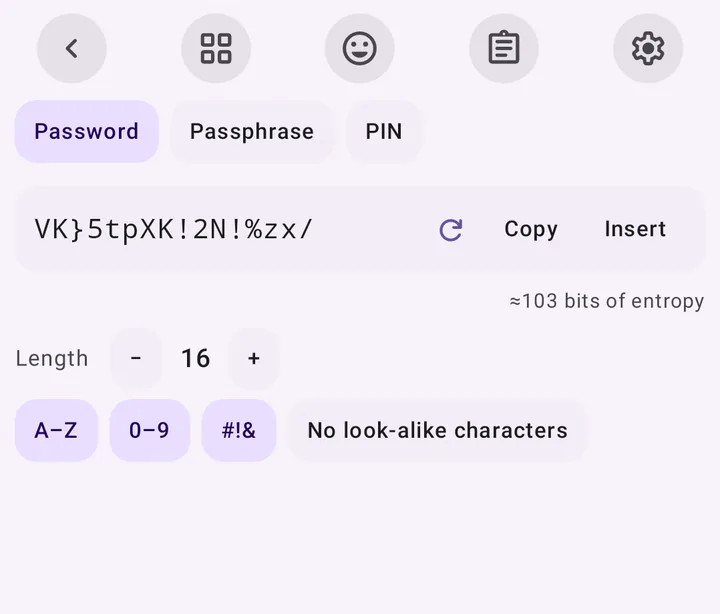 Password Passphrase PIN
VK}5tpXK!2N!%zx/ Copy Insert
≈103 bits of entropy
Length - 16 +
A–Z 0–9 #!& No look-alike characters